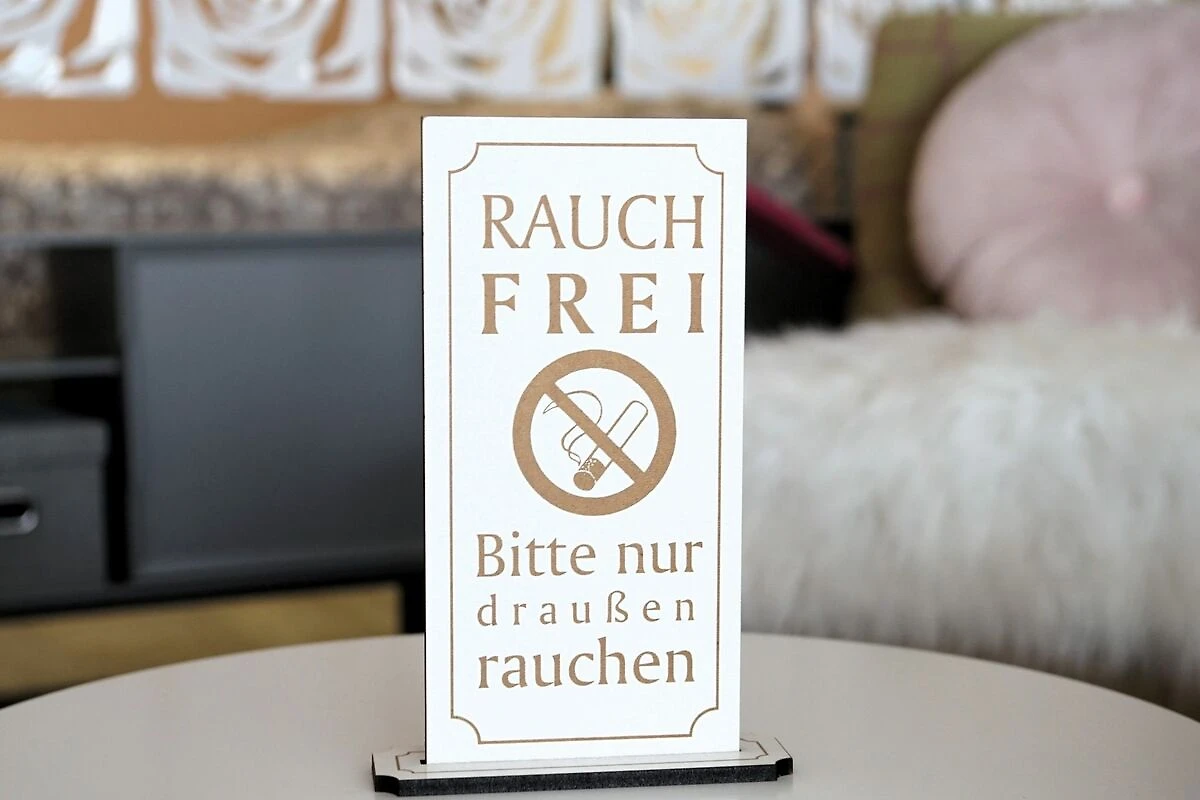 RAUCH
FREI
Bitte nur
draußen
rauchen